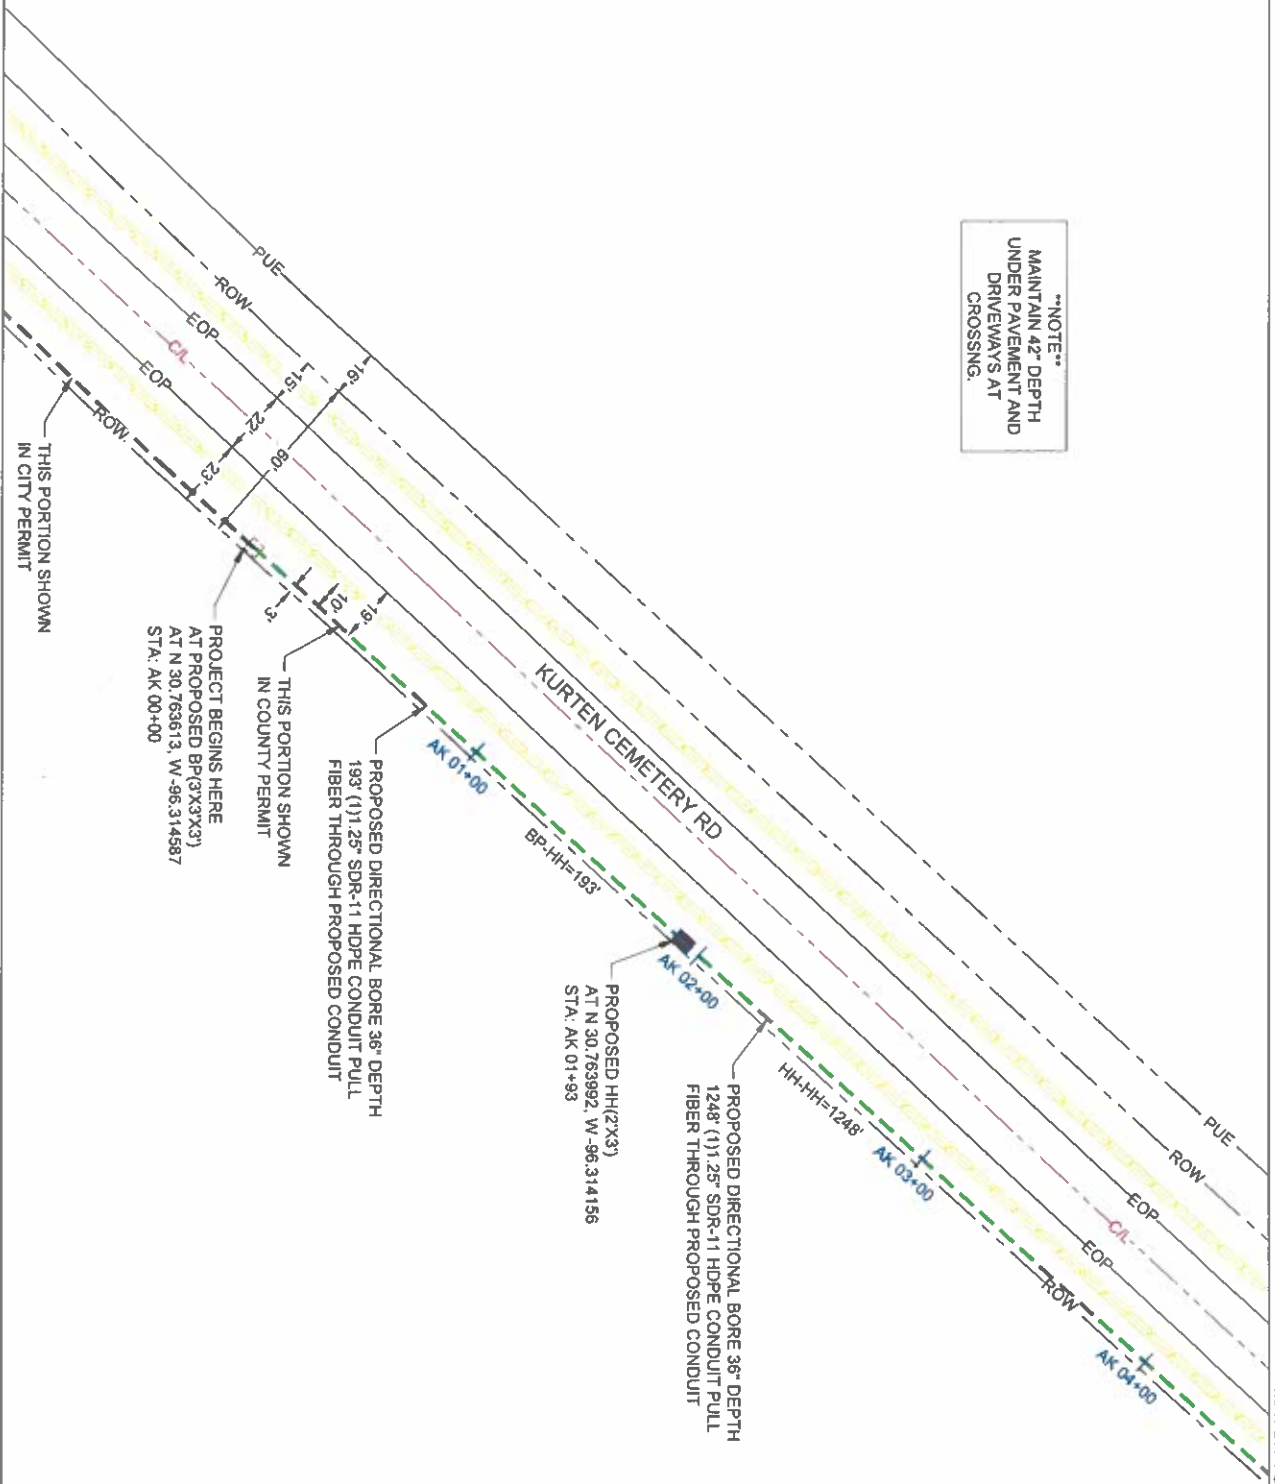 **NOTE**
MAINTAIN 42" DEPTH
UNDER PAVEMENT AND
DRIVEWAYS AT
CROSSNG.
PUE
ROW
EOP
C/L
EOP
ROW
16'
15'
22'
23'
60'
19'
10'
3'
KURTEN CEMETERY RD
PUE
ROW
EOP
C/L
EOP
ROW
AK 01+00
BP-HH=193'
AK 02+00
HH-HH=1248'
AK 03+00
AK 04+00
PROPOSED DIRECTIONAL BORE 36" DEPTH
1248' (1)1.25" SDR-11 HDPE CONDUIT PULL
FIBER THROUGH PROPOSED CONDUIT
PROPOSED HH(2'X3')
AT N 30.763992, W -96.314156
STA: AK 01+93
PROPOSED DIRECTIONAL BORE 36" DEPTH
193' (1)1.25" SDR-11 HDPE CONDUIT PULL
FIBER THROUGH PROPOSED CONDUIT
THIS PORTION SHOWN
IN COUNTY PERMIT
PROJECT BEGINS HERE
AT PROPOSED BP(3'X3'X3')
AT N 30.763613, W -96.314587
STA: AK 00+00
THIS PORTION SHOWN
IN CITY PERMIT